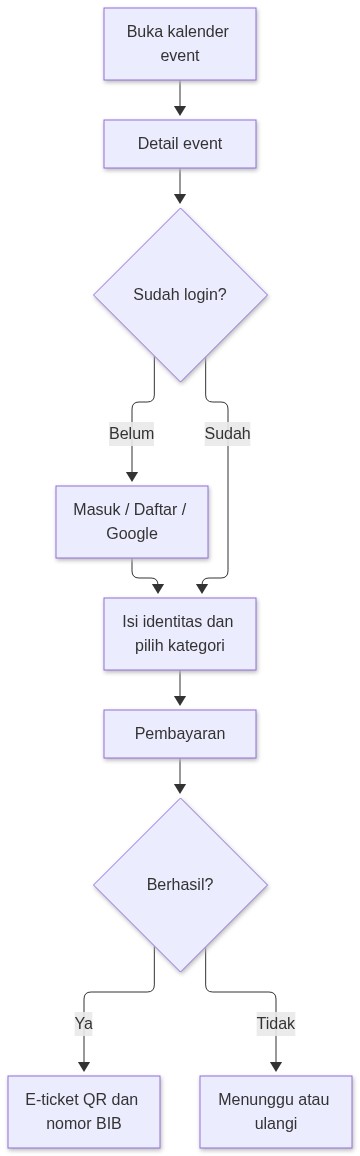 Buka kalender
event
Detail event
Sudah login?
Belum
Sudah
Masuk / Daftar /
Google
Isi identitas dan
pilih kategori
Pembayaran
Berhasil?
Ya
Tidak
E-ticket QR dan
nomor BIB
Menunggu atau
ulangi